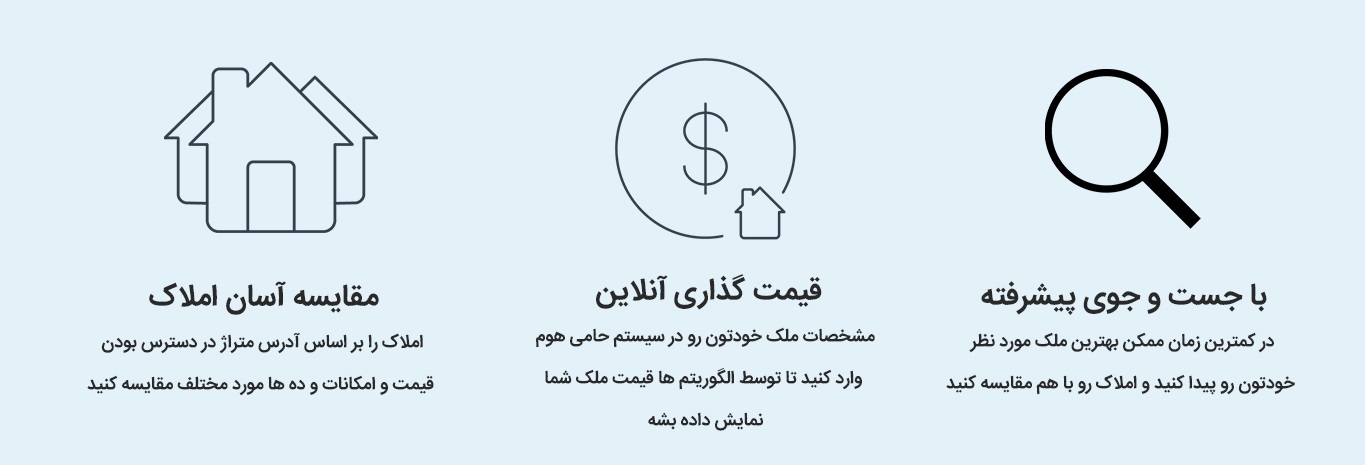 با جست و جوی پیشرفته
در کمترین زمان ممکن بهترین ملک مورد نظر
خودتون رو پیدا کنید و املاک رو با هم مقایسه کنید
قیمت گذاری آنلاین
مشخصات ملک خودتون رو در سیستم حامی هوم
وارد کنید تا توسط الگوریتم ها قیمت ملک شما
نمایش داده بشه
مقایسه آسان املاک
املاک را بر اساس آدرس متراژ در دسترس بودن
قیمت و امکانات و ده ها مورد مختلف مقایسه کنید